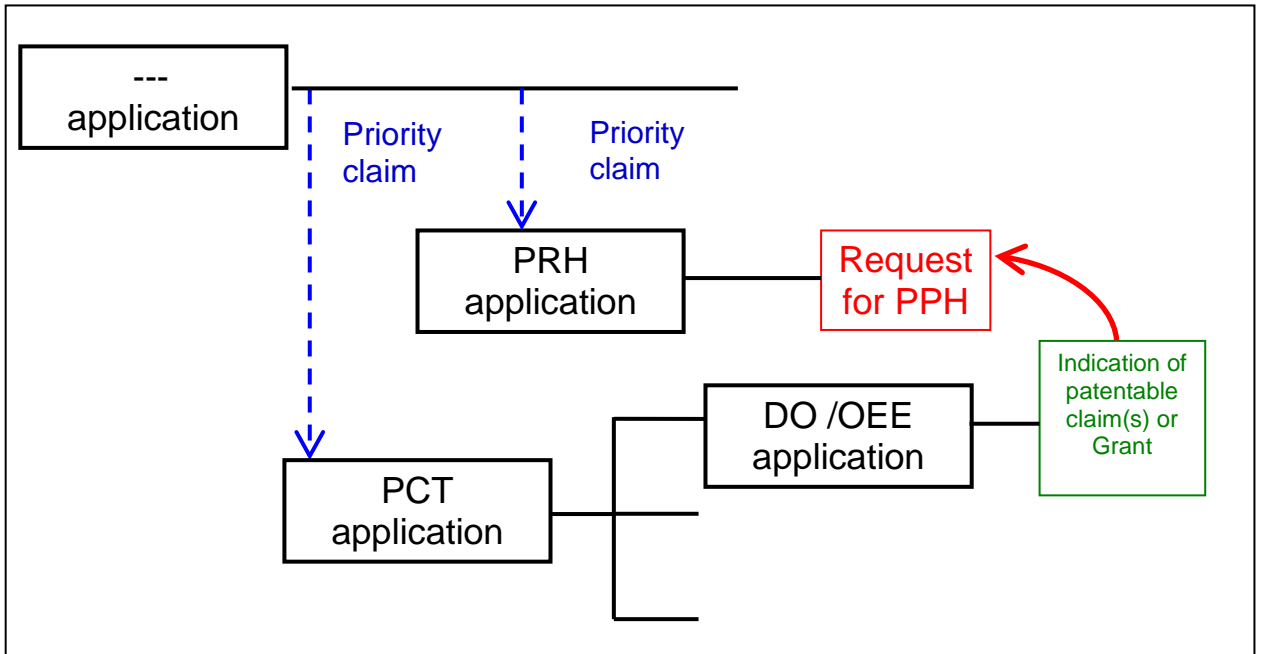 ---
application
Priority
claim
Priority
claim
PRH
application
Request
for PPH
Indication of
patentable
claim(s) or
Grant
DO /OEE
application
PCT
application